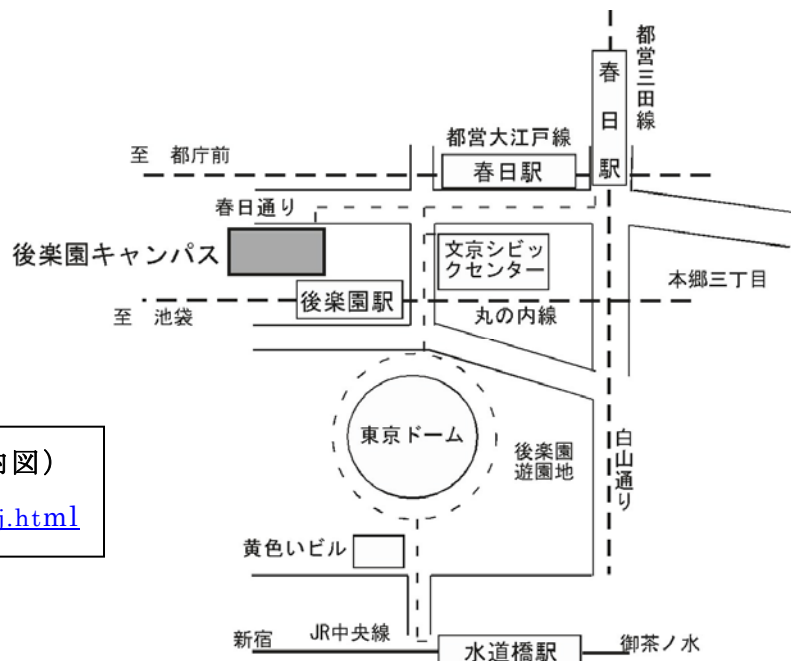 都営三田線
春日駅
都営大江戸線
至 都庁前
春日駅
春日通り
後楽園キャンパス
文京シビッ
クセンター
本郷三丁目
後楽園駅
至 池袋
丸の内線
東京ドーム
後楽園
遊園地
白山通り
内図)
j.html
黄色いビル
新宿
JR中央線
水道橋駅
御茶ノ水